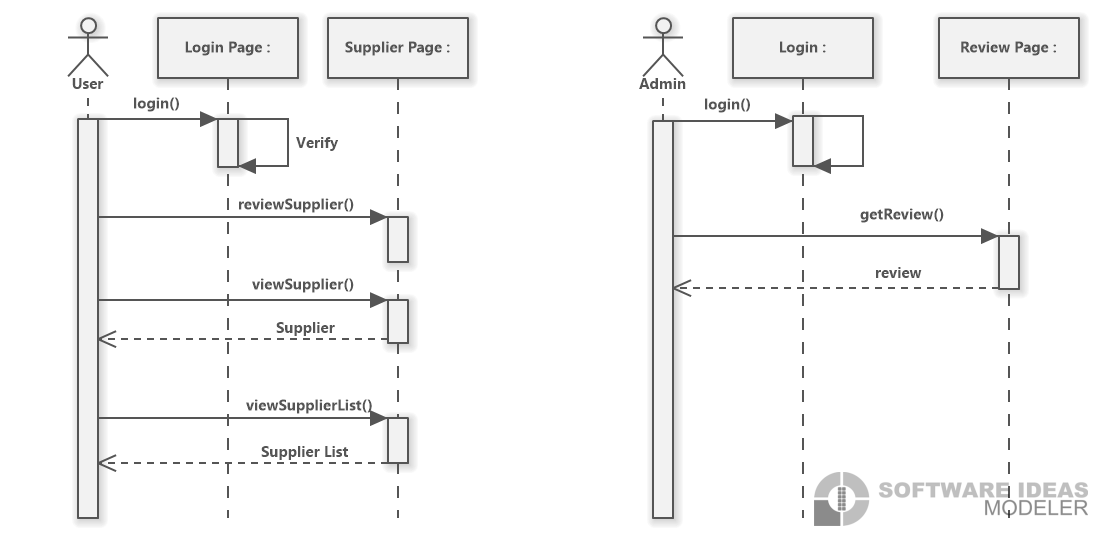 Login Page :
Supplier Page :
User
login()
Verify
reviewSupplier()
viewSupplier()
Supplier
viewSupplierList()
Supplier List
Login :
Review Page :
Admin
login()
getReview()
review
SOFTWARE IDEAS
MODELER